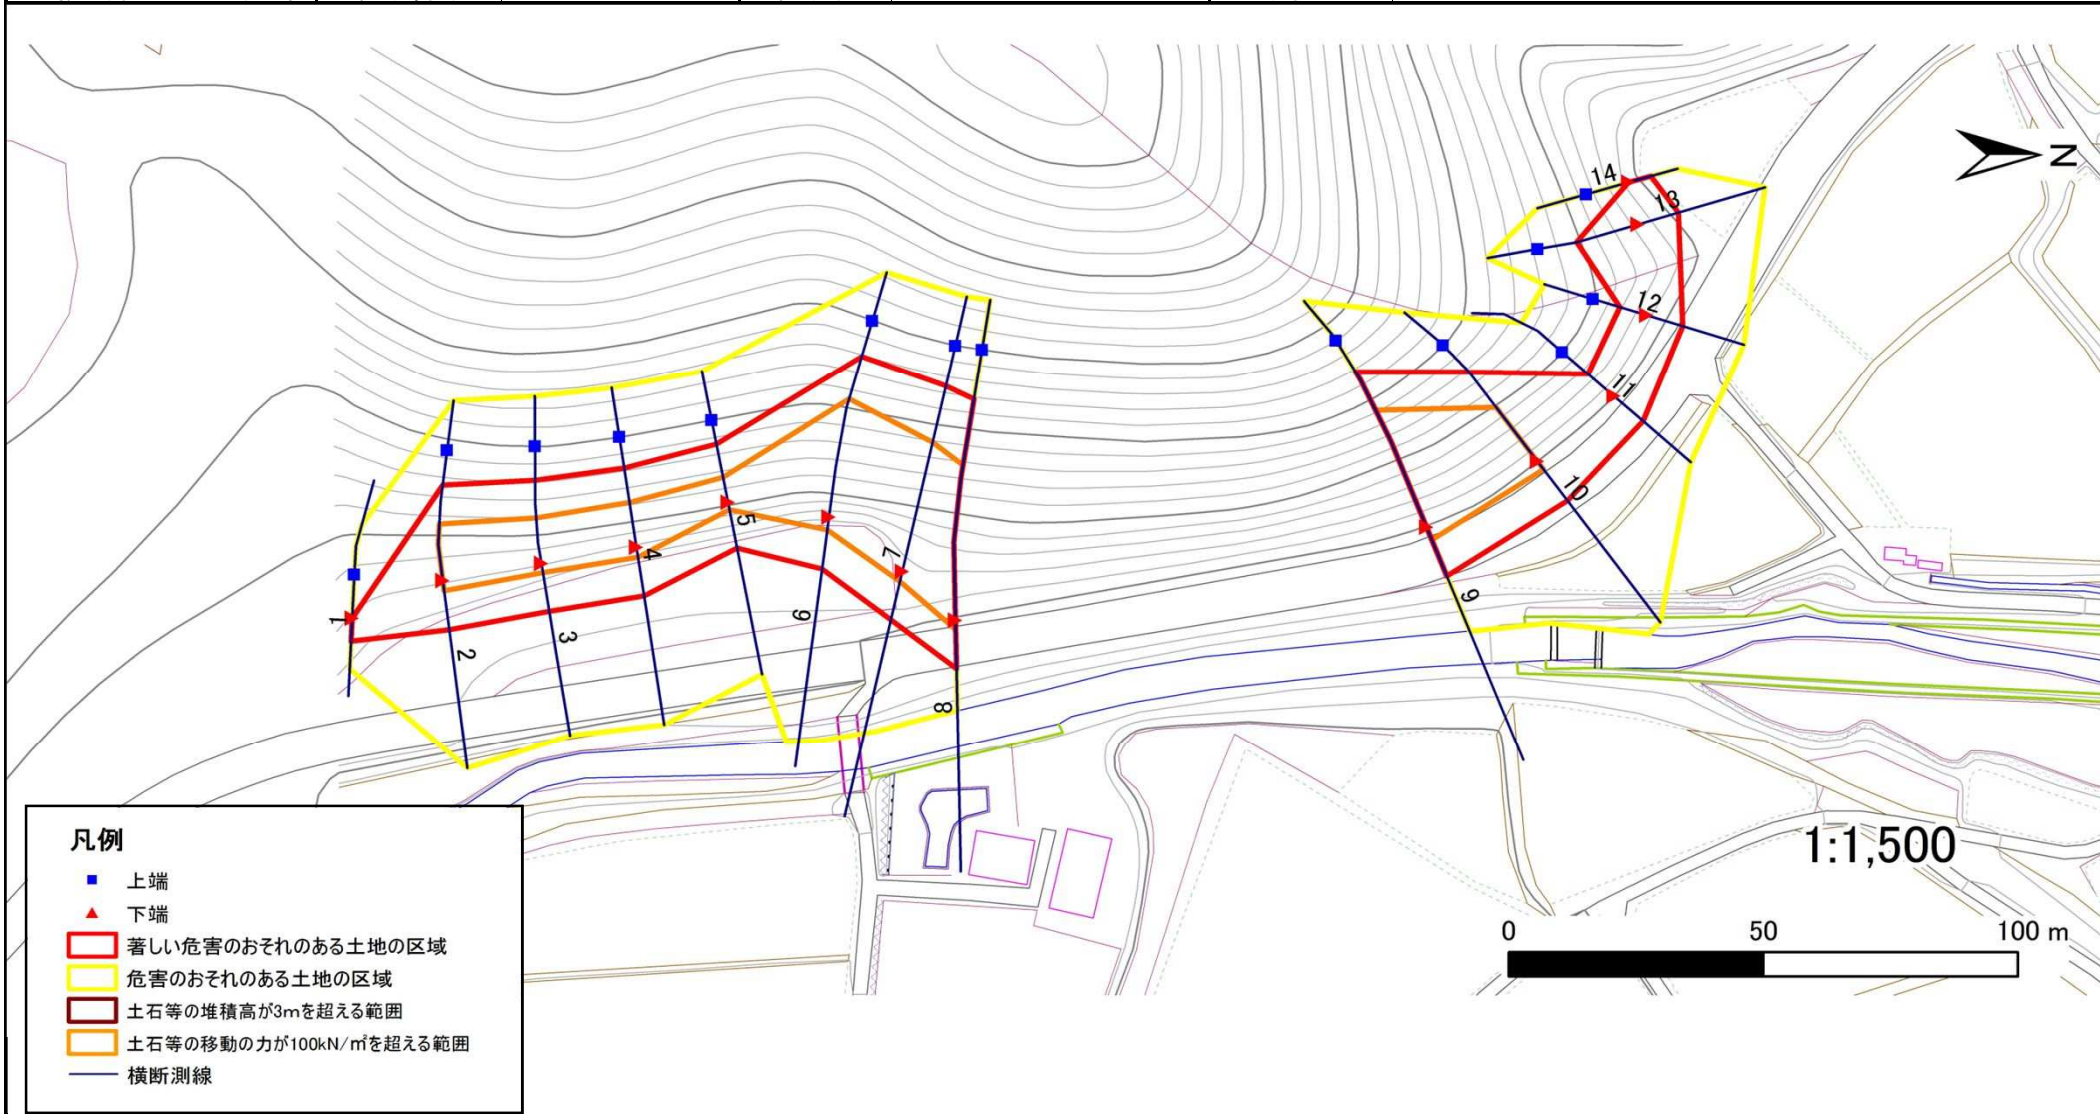 14
13
N
12
11
10
9
1
2
3
4
5
6
7
8
1:1,500
0 50 100 m
凡例
上端
下端
著しい危害のおそれのある土地の区域
危害のおそれのある土地の区域
土石等の堆積高が3mを超える範囲
土石等の移動の力が100kN/㎡を超える範囲
横断測線